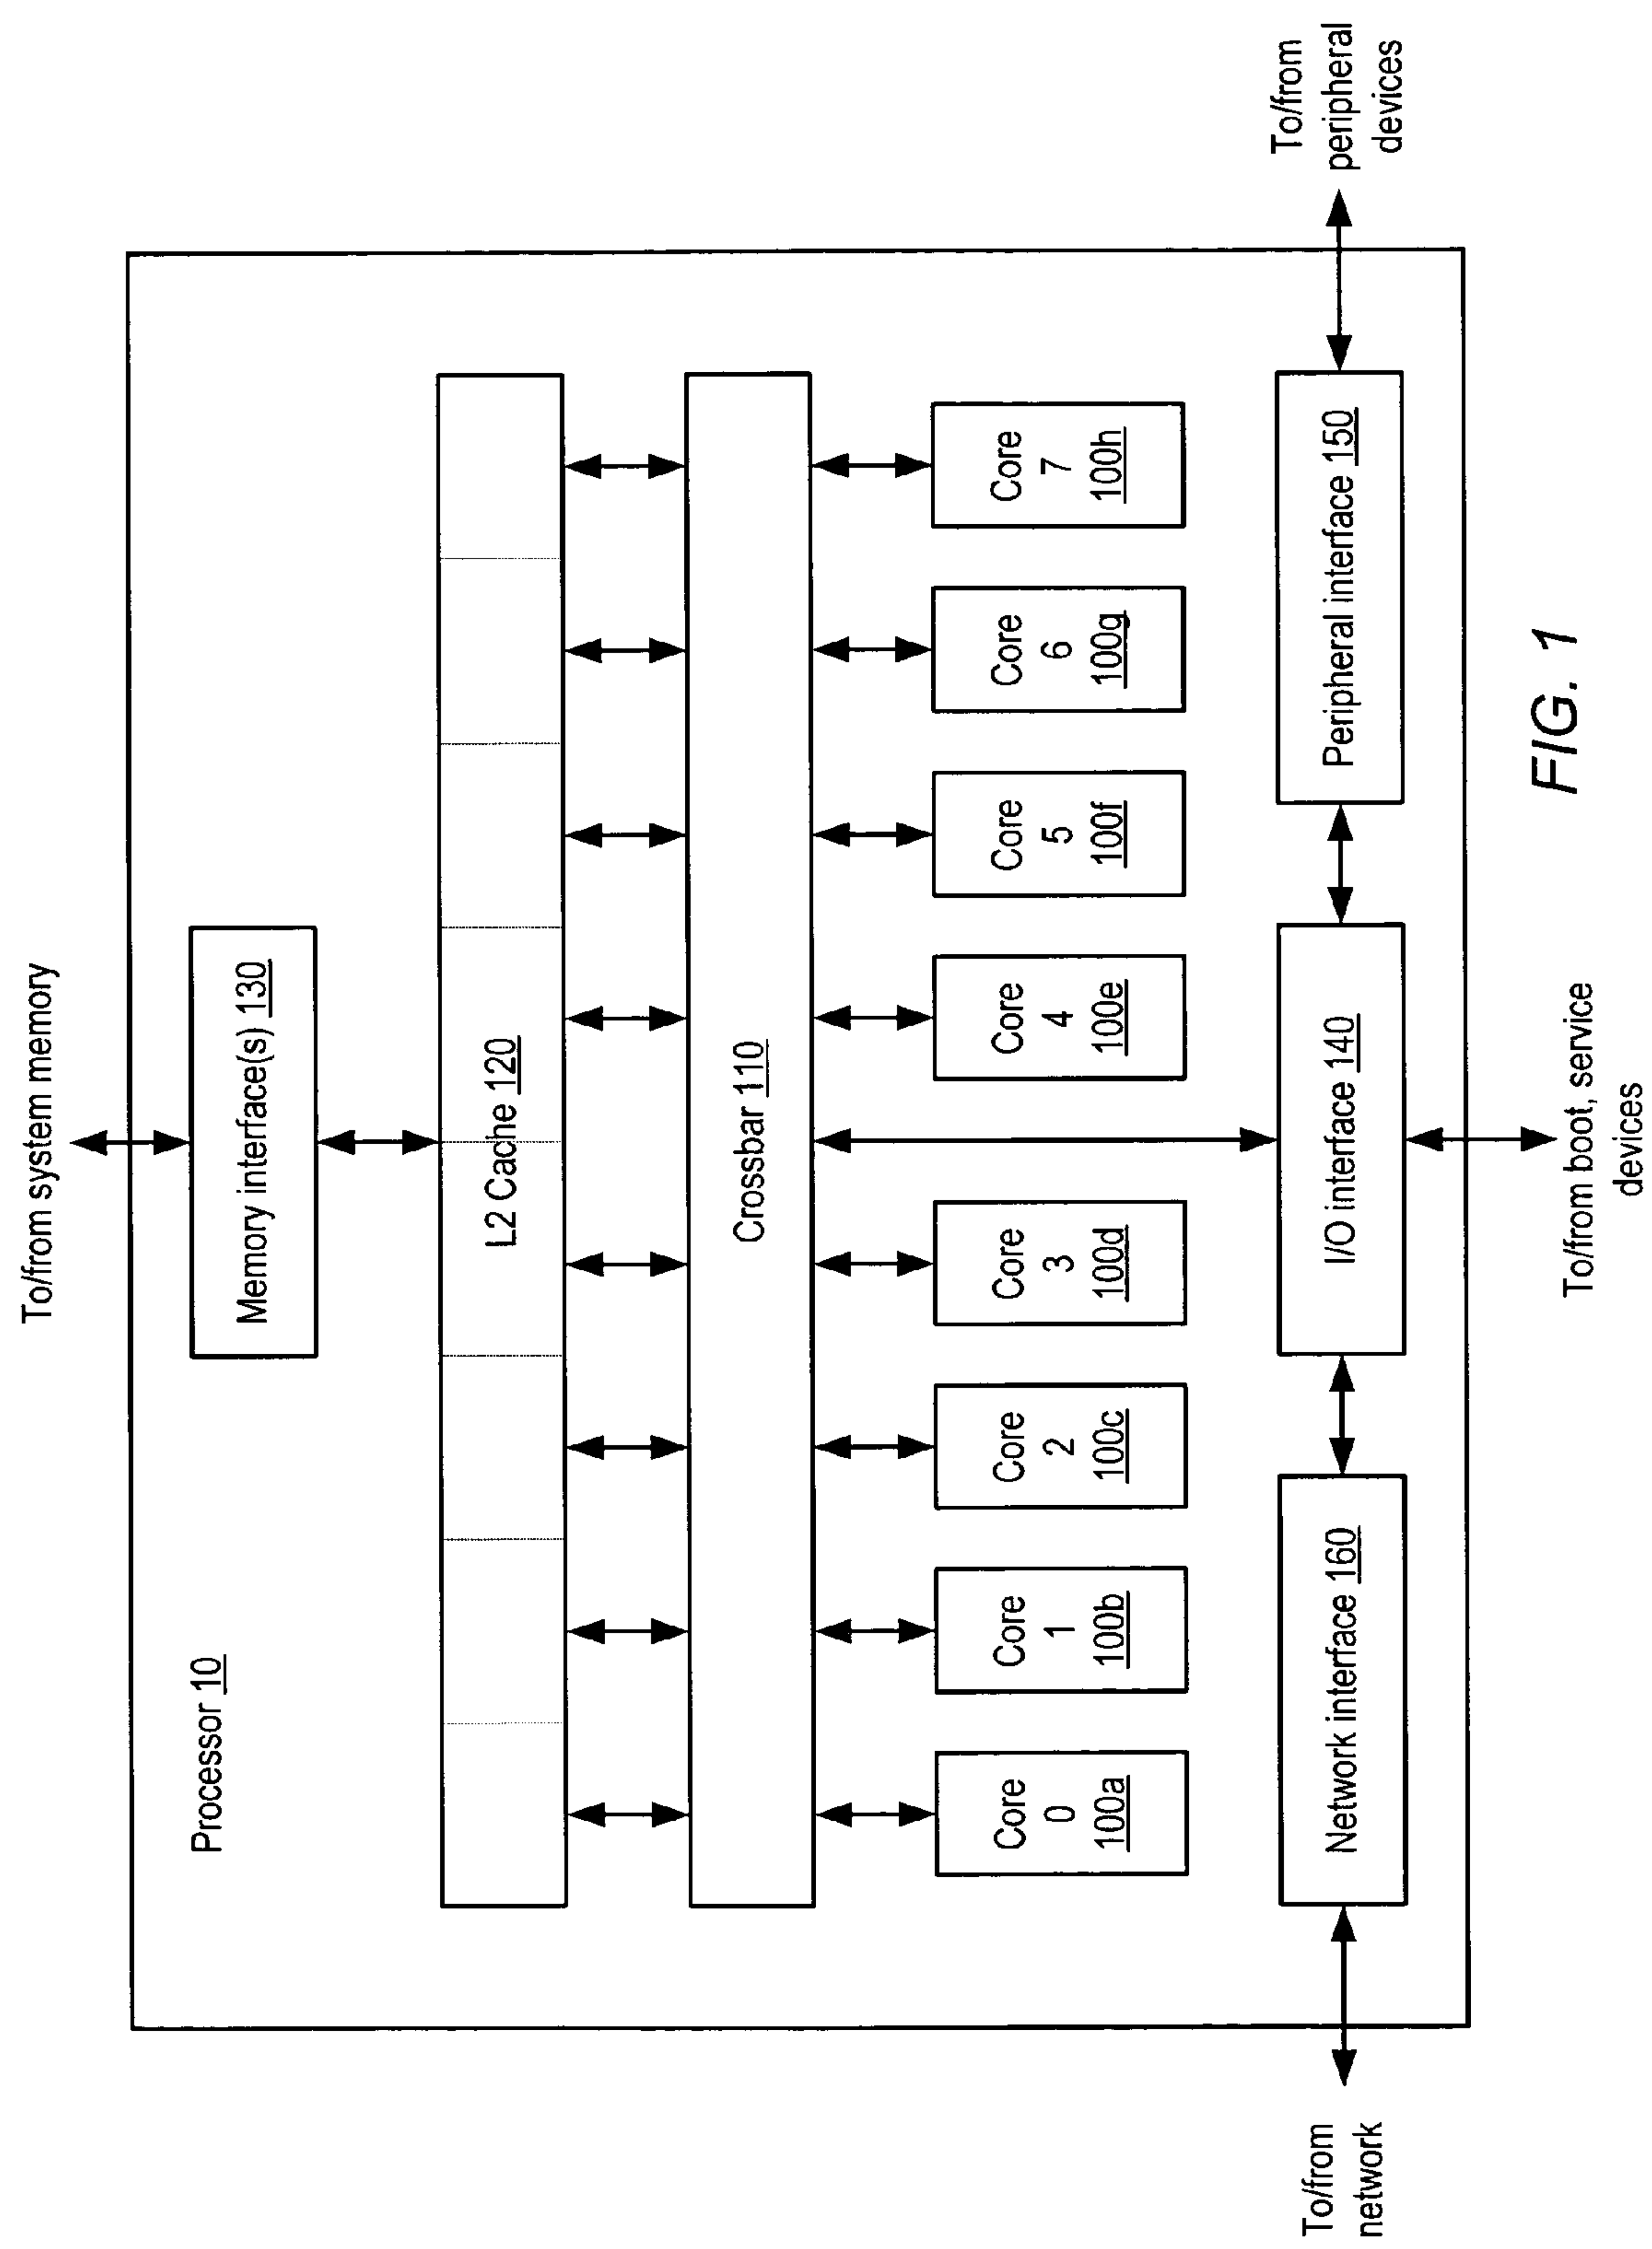 To/from system memory
Processor 10
Memory interface(s) 130
L2 Cache 120
Crossbar 110
Core
0
100a
Core
1
100b
Core
2
100c
Core
3
100d
Core
4
100e
Core
5
100f
Core
6
100g
Core
7
100h
To/from
network
Network interface 160
I/O interface 140
Peripheral interface 150
To/from
peripheral
devices
To/from boot, service
devices
FIG. 1